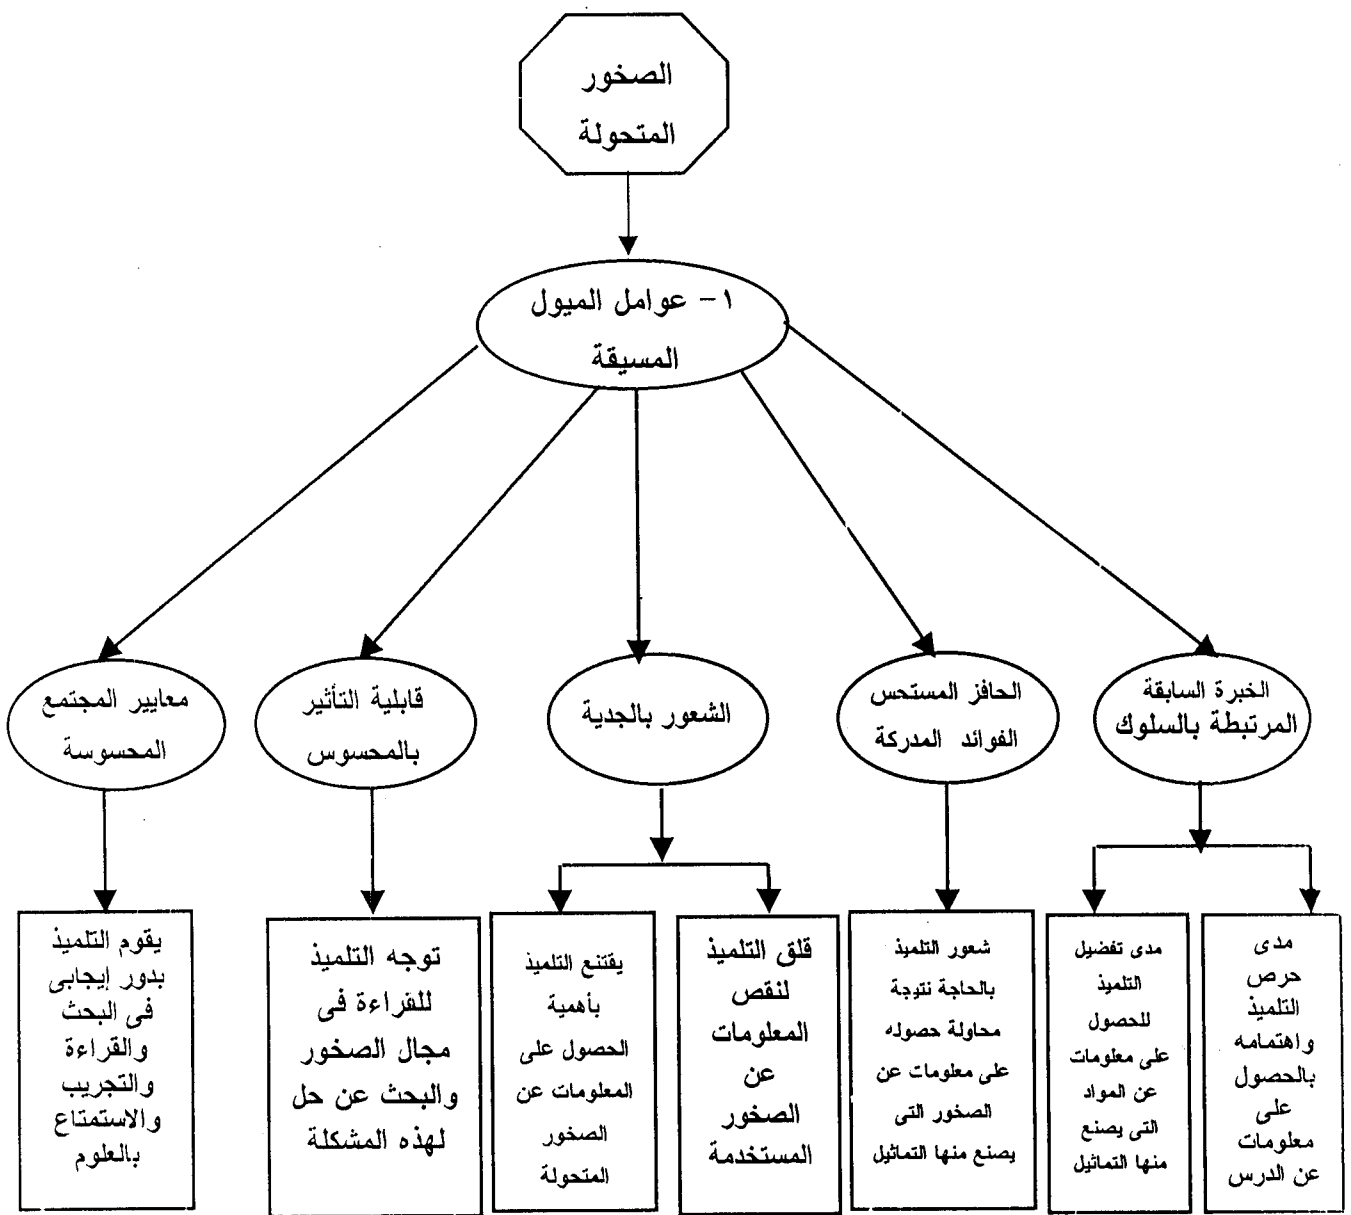 الصخور
المتحولة
١- عوامل الميول
المسيقة
الخبرة السابقة
المرتبطة بالسلوك
الحافز المستحس
الفوائد المدركة
الشعور بالجدية
قابلية التأثير
بالمحسوس
معايير المجتمع
المحسوسة
مدى
حرص
التلميذ
واهتمامه
بالحصول
على
معلومات
عن الدرس
مدى تفضيل
التلميذ
للحصول
على معلومات
عن المواد
التى يصنع
منها التماثيل
شعور التلميذ
بالحاجة نتيجة
محاولة حصوله
على معلومات عن
الصخور التى
يصنع منها التماثيل
قلق التلميذ
لنقص
المعلومات
عن
الصخور
المستخدمة
يقتنع التلميذ
بأهمية
الحصول على
المعلومات عن
الصخور
المتحولة
توجه التلميذ
للقراءة فى
مجال الصخور
والبحث عن حل
لهذه المشكلة
يقوم التلميذ
بدور إيجابى
فى البحث
والقراءة
والتجريب
والاستمتاع
بالعلوم